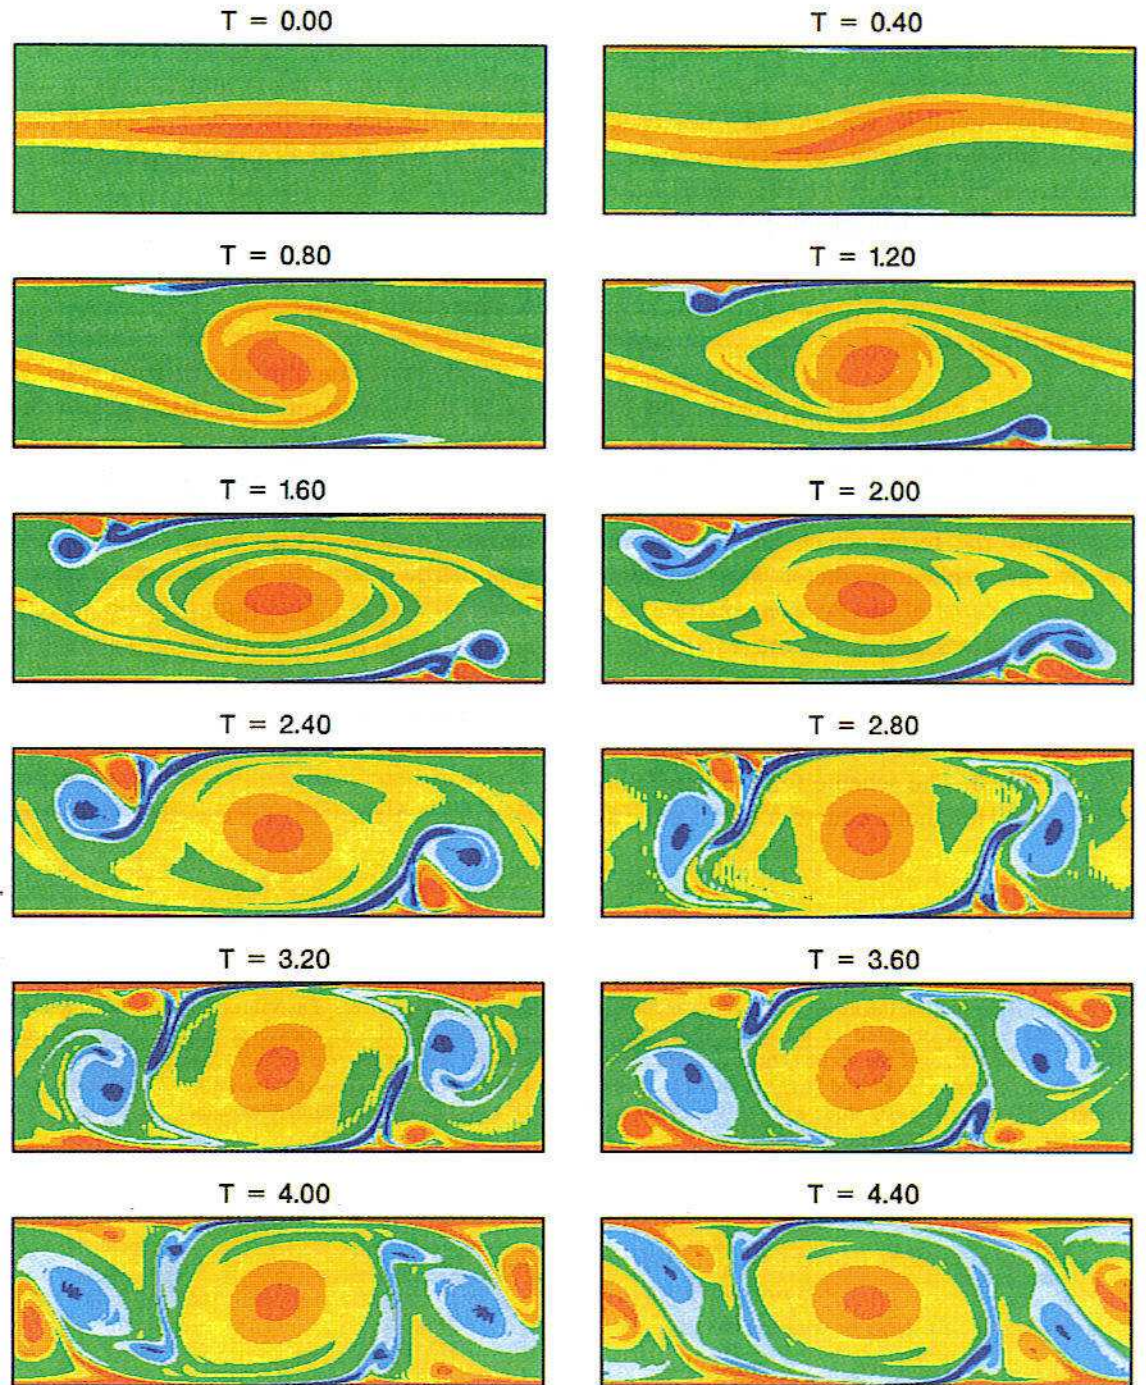 T = 0.00
T = 0.40
T = 0.80
T = 1.20
T = 1.60
T = 2.00
T = 2.40
T = 2.80
T = 3.20
T = 3.60
T = 4.00
T = 4.40